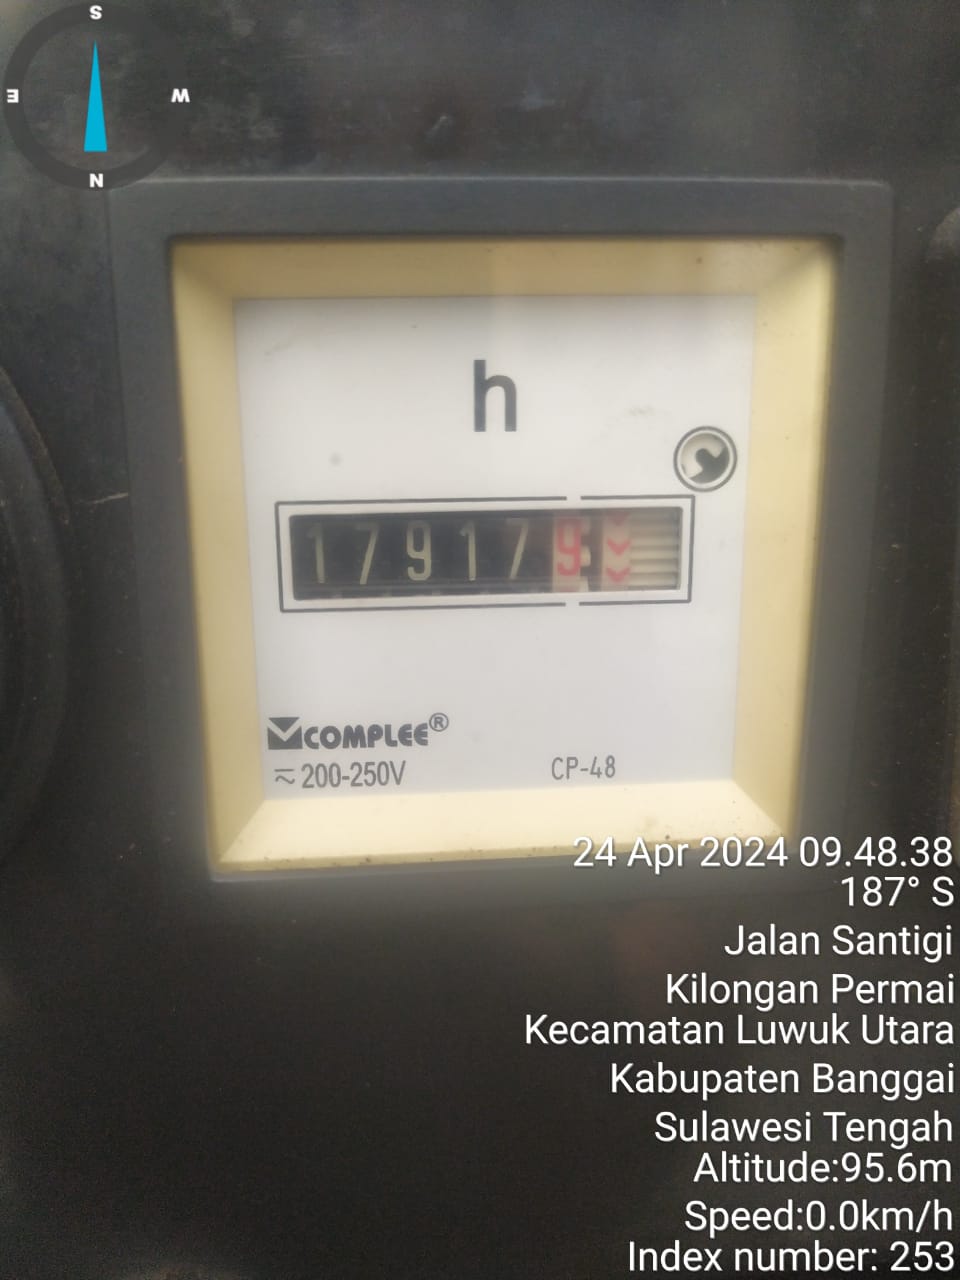 S
E W
N
h
179179
COMPLEE®
≂ 200-250V CP-48
24 Apr 2024 09.48.38
187° S
Jalan Santigi
Kilongan Permai
Kecamatan Luwuk Utara
Kabupaten Banggai
Sulawesi Tengah
Altitude:95.6m
Speed:0.0km/h
Index number: 253